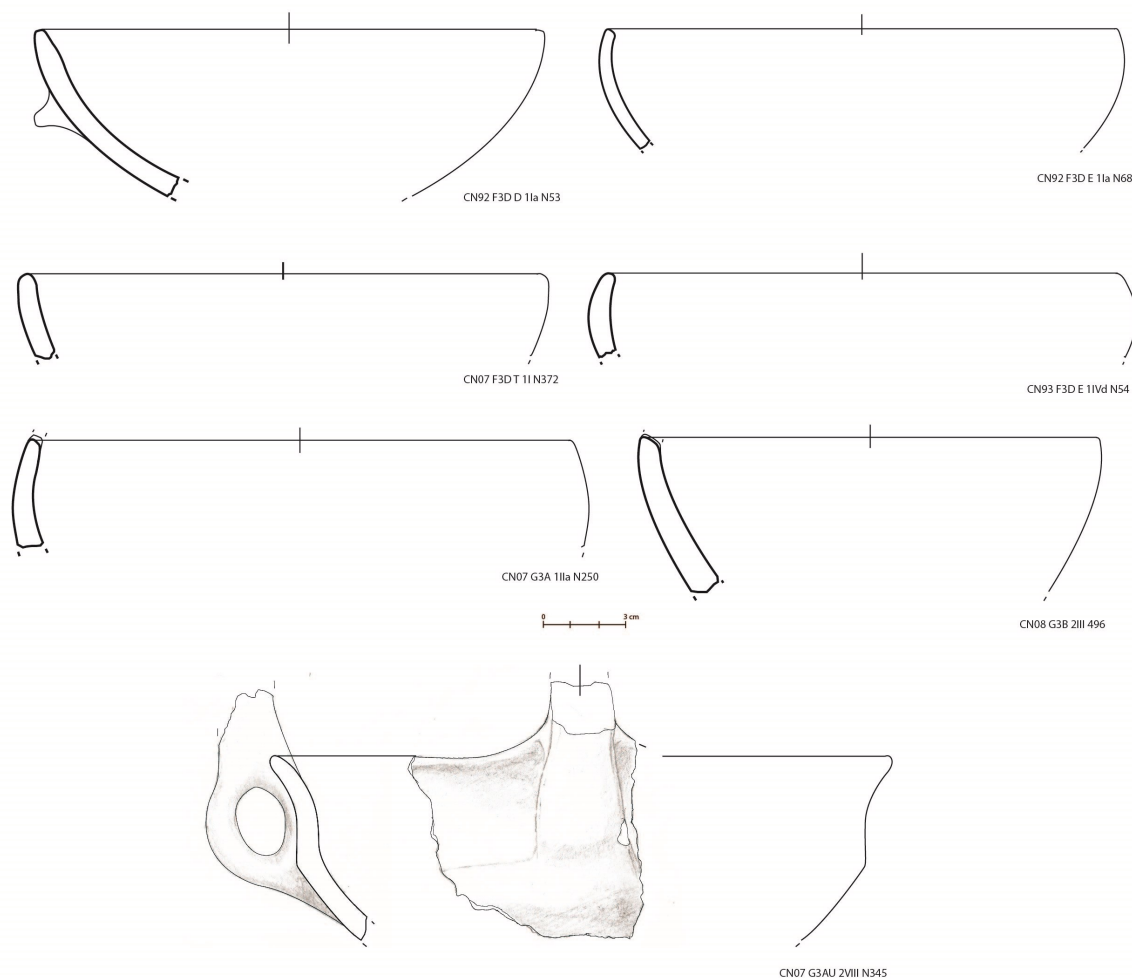 CN92 F3D D 1Ia N53
CN92 F3D E 1Ia N68
CN07 F3D T 1I N372
CN93 F3D E 1IVd N54
CN07 G3A 1IIa N250
0 3 cm
CN08 G3B 2III 496
CN07 G3AU 2VIII N345